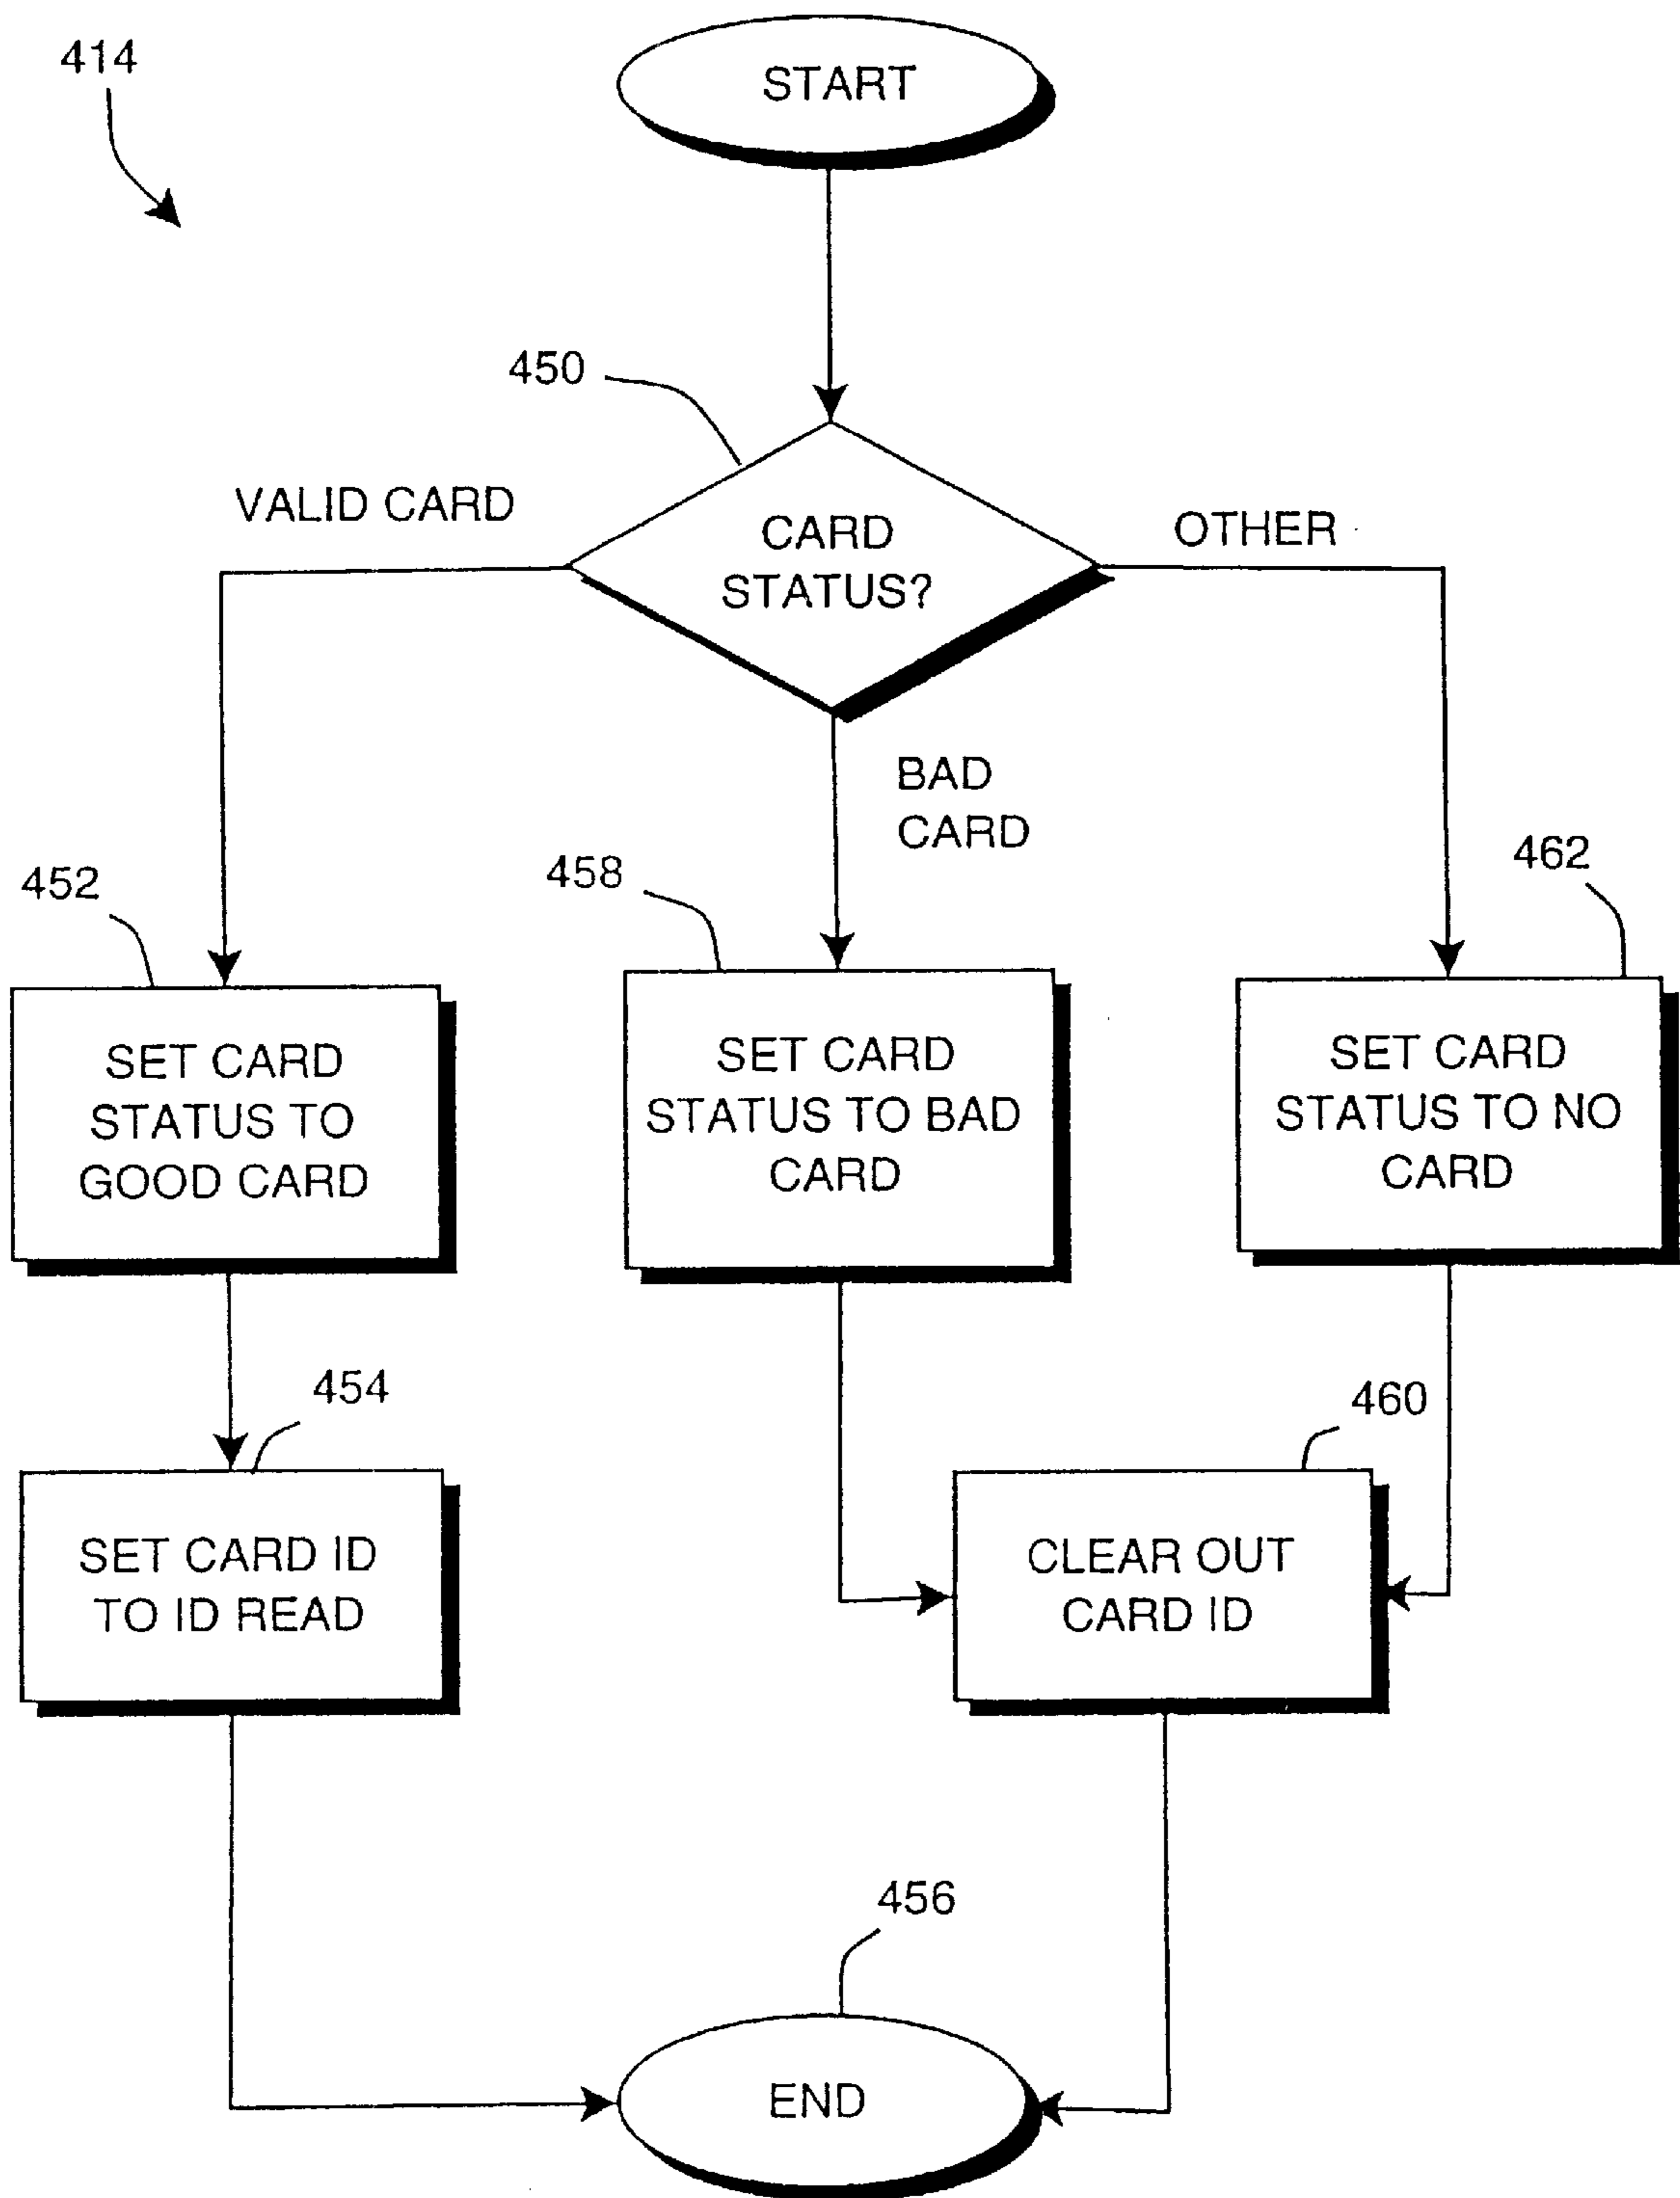 414
START
450
VALID CARD
CARD
STATUS?
OTHER
BAD
CARD
452
458
462
SET CARD
STATUS TO
GOOD CARD
SET CARD
STATUS TO BAD
CARD
SET CARD
STATUS TO NO
CARD
454
460
SET CARD ID
TO ID READ
CLEAR OUT
CARD ID
456
END